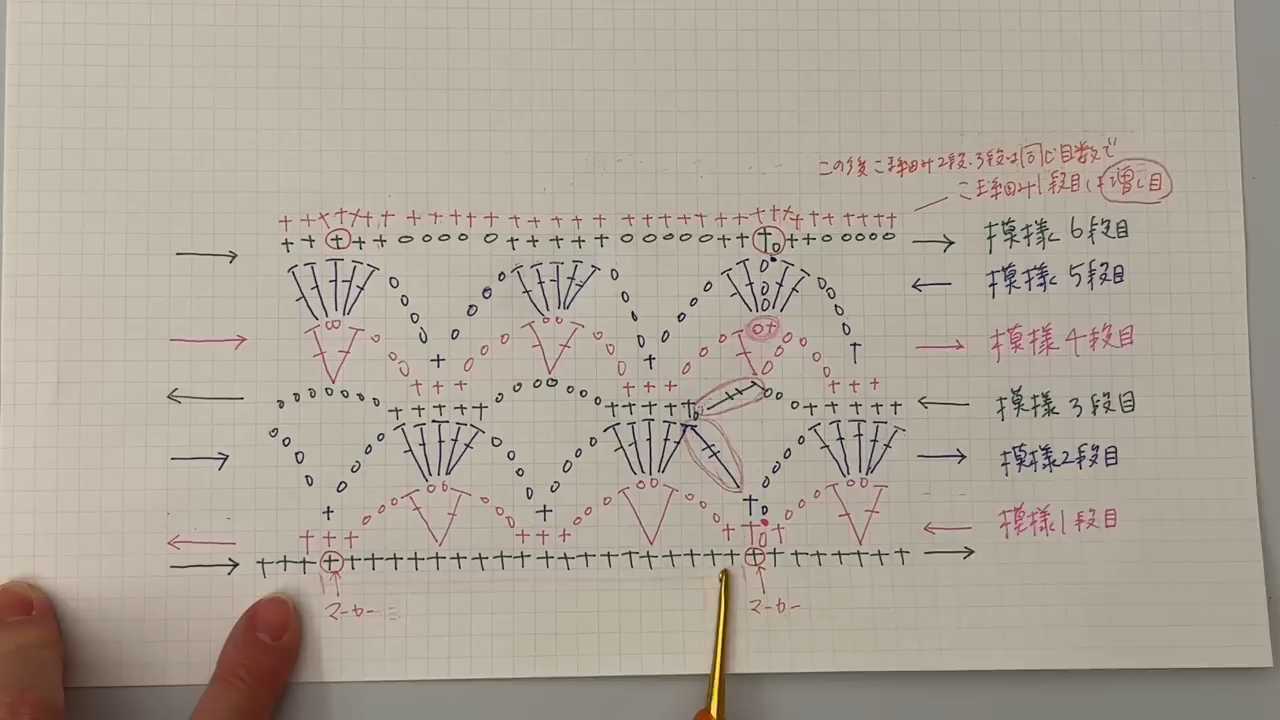 この後こま編み2段、3段は同じ目数で
こま編み1段目は増し目
模様6段目
模様5段目
模様4段目
模様3段目
模様2段目
模様1段目
マーカー
マーカー